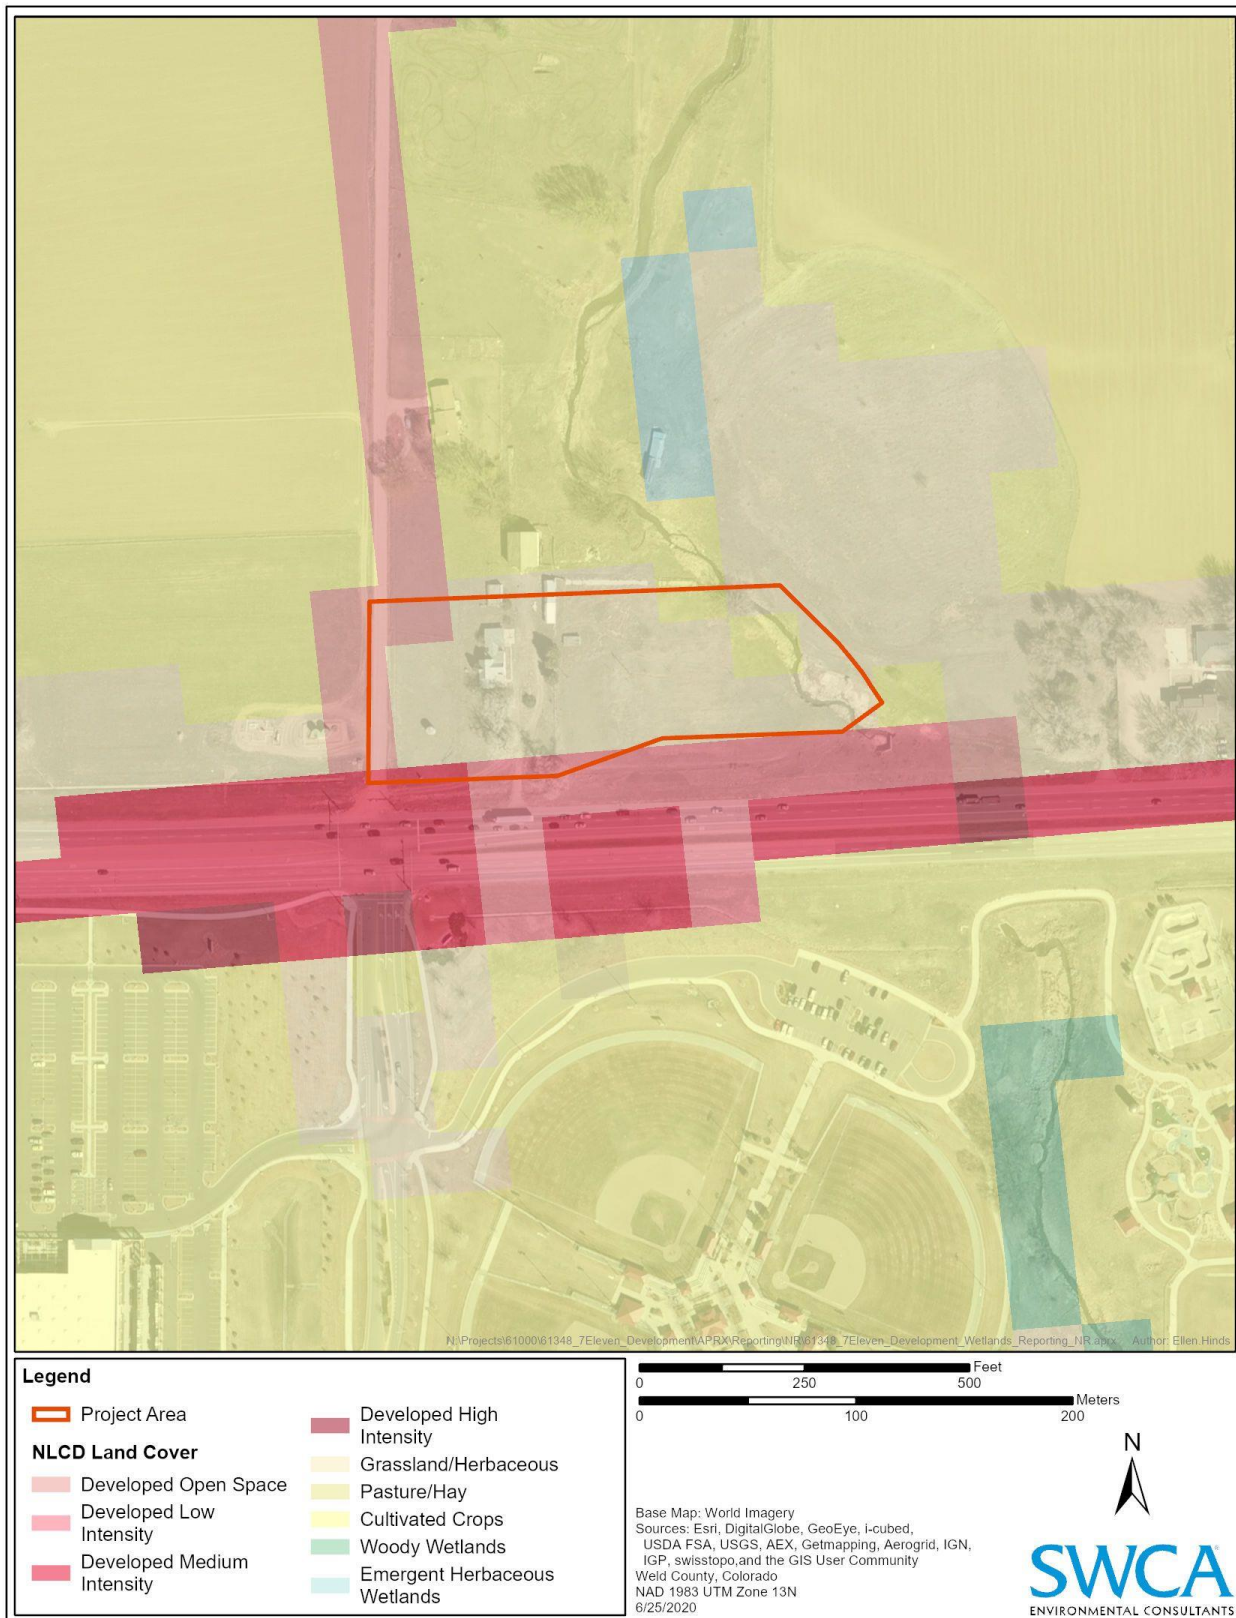 N:\Projects\61000\61348_7Eleven_Development\APRX\Reporting\NR\61348_7Eleven_Development_Wetlands_Reporting_NR.aprx   Author: Ellen Hinds
Legend
Project Area
NLCD Land Cover
Developed Open Space
Developed Low
Intensity
Developed Medium
Intensity
Developed High
Intensity
Grassland/Herbaceous
Pasture/Hay
Cultivated Crops
Woody Wetlands
Emergent Herbaceous
Wetlands
Feet
0 250 500
Meters
0 100 200
N
Base Map: World Imagery
Sources: Esri, DigitalGlobe, GeoEye, i-cubed,
USDA FSA, USGS, AEX, Getmapping, Aerogrid, IGN,
IGP, swisstopo,and the GIS User Community
Weld County, Colorado
NAD 1983 UTM Zone 13N
6/25/2020
SWCA
ENVIRONMENTAL CONSULTANTS